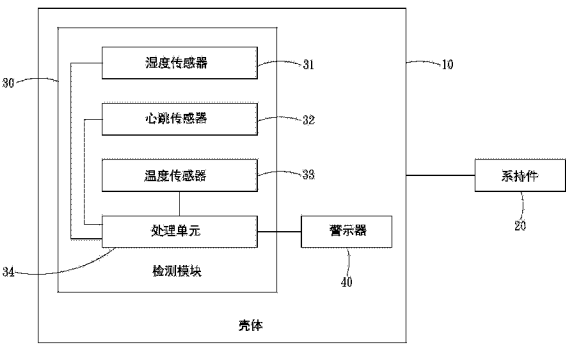 湿度传感器
31
10
30
心跳传感器
32
温度传感器
33
系持件
20
处理单元
警示器
34
检测模块
40
壳体